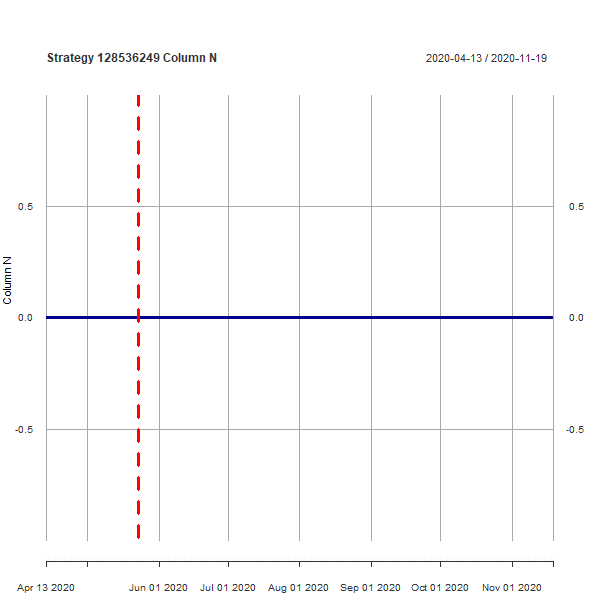 Strategy 128536249 Column N
2020-04-13 / 2020-11-19
0.5
0.5
Column N
0.0
0.0
-0.5
-0.5
Apr 13 2020
Jun 01 2020
Jul 01 2020
Aug 01 2020
Sep 01 2020
Oct 01 2020
Nov 01 2020